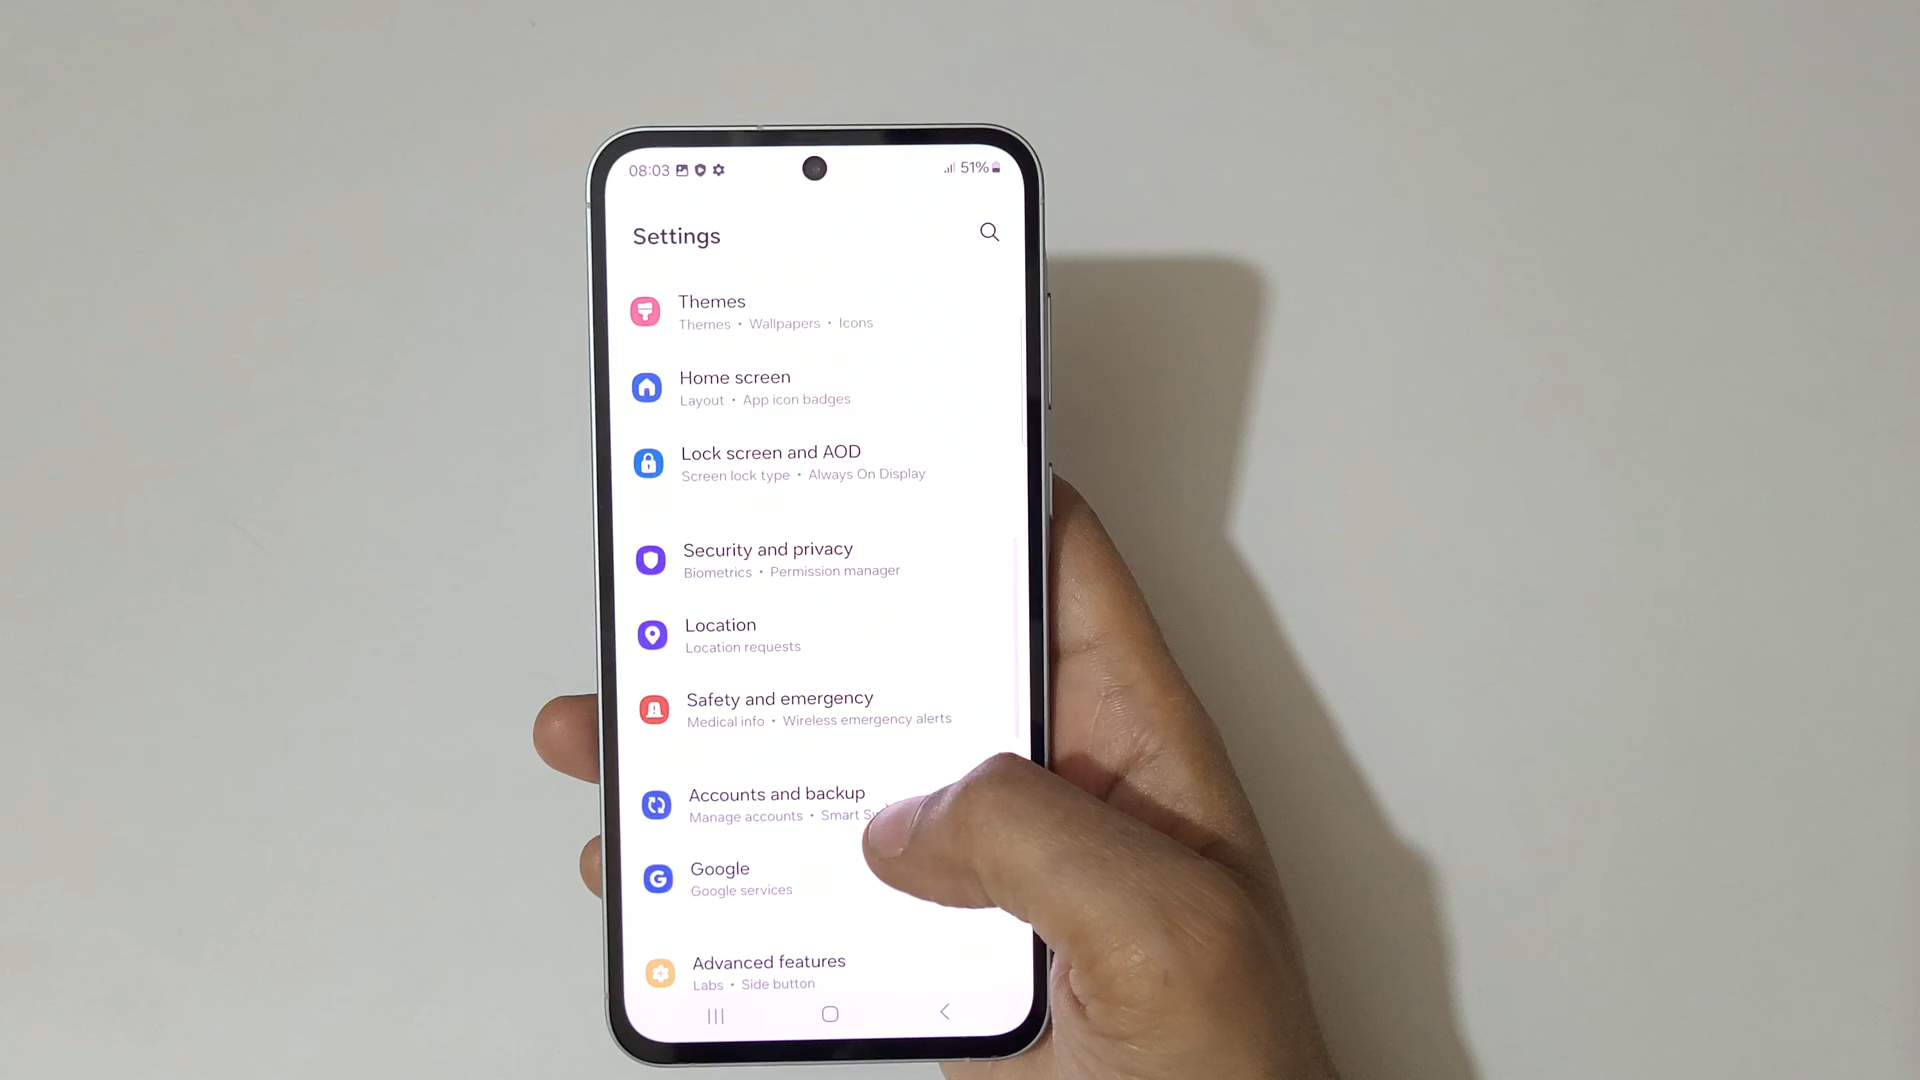 08:03 51%
Settings
Themes
Themes • Wallpapers • Icons
Home screen
Layout • App icon badges
Lock screen and AOD
Screen lock type • Always On Display
Security and privacy
Biometrics • Permission manager
Location
Location requests
Safety and emergency
Medical info • Wireless emergency alerts
Accounts and backup
Manage accounts • Smart
Google
Google services
Advanced features
Labs • Side button